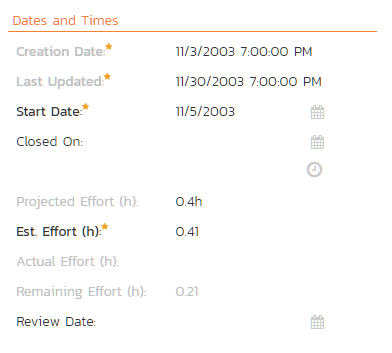 Dates and Times
Creation Date:* 11/3/2003 7:00:00 PM
Last Updated:* 11/30/2003 7:00:00 PM
Start Date:* 11/5/2003
Closed On:
Projected Effort (h): 0.4h
Est. Effort (h):* 0.41
Actual Effort (h):
Remaining Effort (h): 0.21
Review Date: